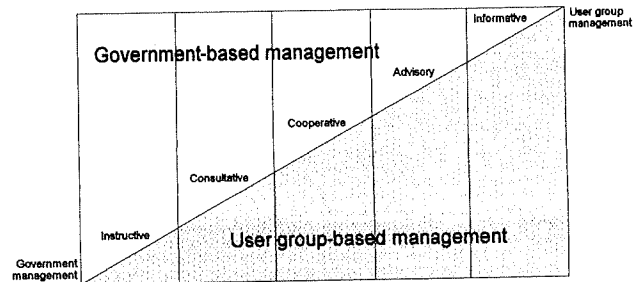 Informative
User group
management
Government-based management
Advisory
Cooperative
Consultative
Instructive
User group-based management
Government
management